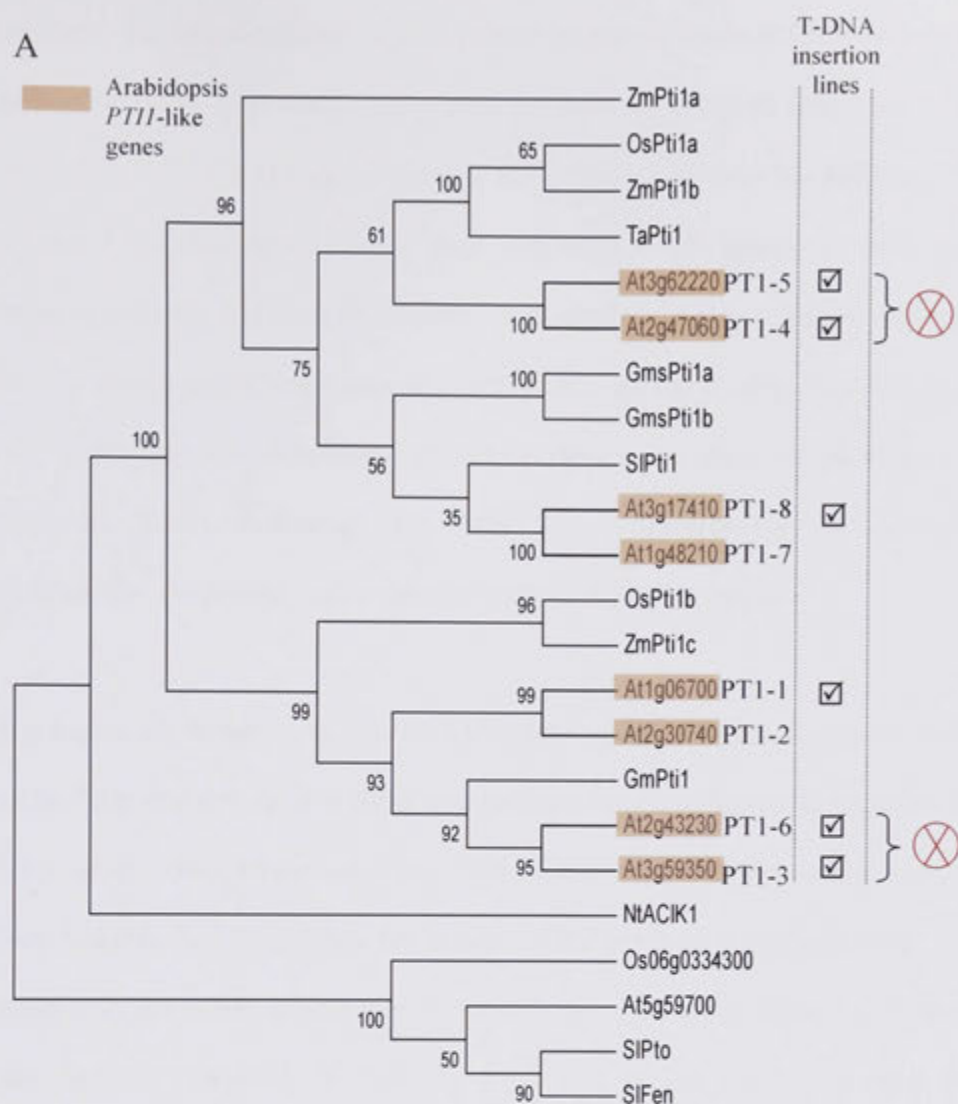 A
T-DNA
insertion
lines
Arabidopsis
PTI1-like
genes
ZmPti1a
65
OsPti1a
ZmPti1b
100
TaPti1
96
61
At3g62220 PT1-5
At2g47060 PT1-4
100
75
GmsPti1a
100
GmsPti1b
100
56
SlPti1
At3g17410 PT1-8
35
At1g48210 PT1-7
100
OsPti1b
96
ZmPti1c
99
At1g06700 PT1-1
99
At2g30740 PT1-2
93
GmPti1
At2g43230 PT1-6
92
At3g59350 PT1-3
95
NtACIK1
Os06g0334300
100
At5g59700
50
SlPto
90
SlFen